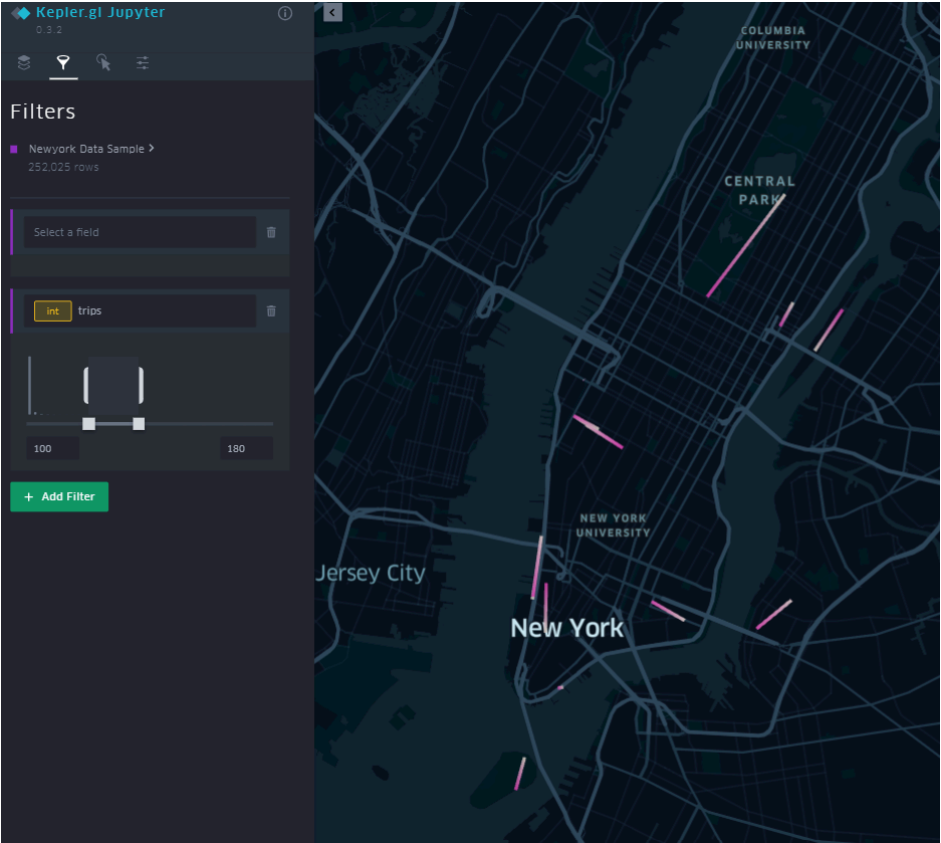 Kepler.gl Jupyter
0.3.2
Filters
Newyork Data Sample
252,025 rows
Select a field
int trips
100 180
+ Add Filter
COLUMBIA
UNIVERSITY
CENTRAL
PARK
NEW YORK
UNIVERSITY
Jersey City
New York